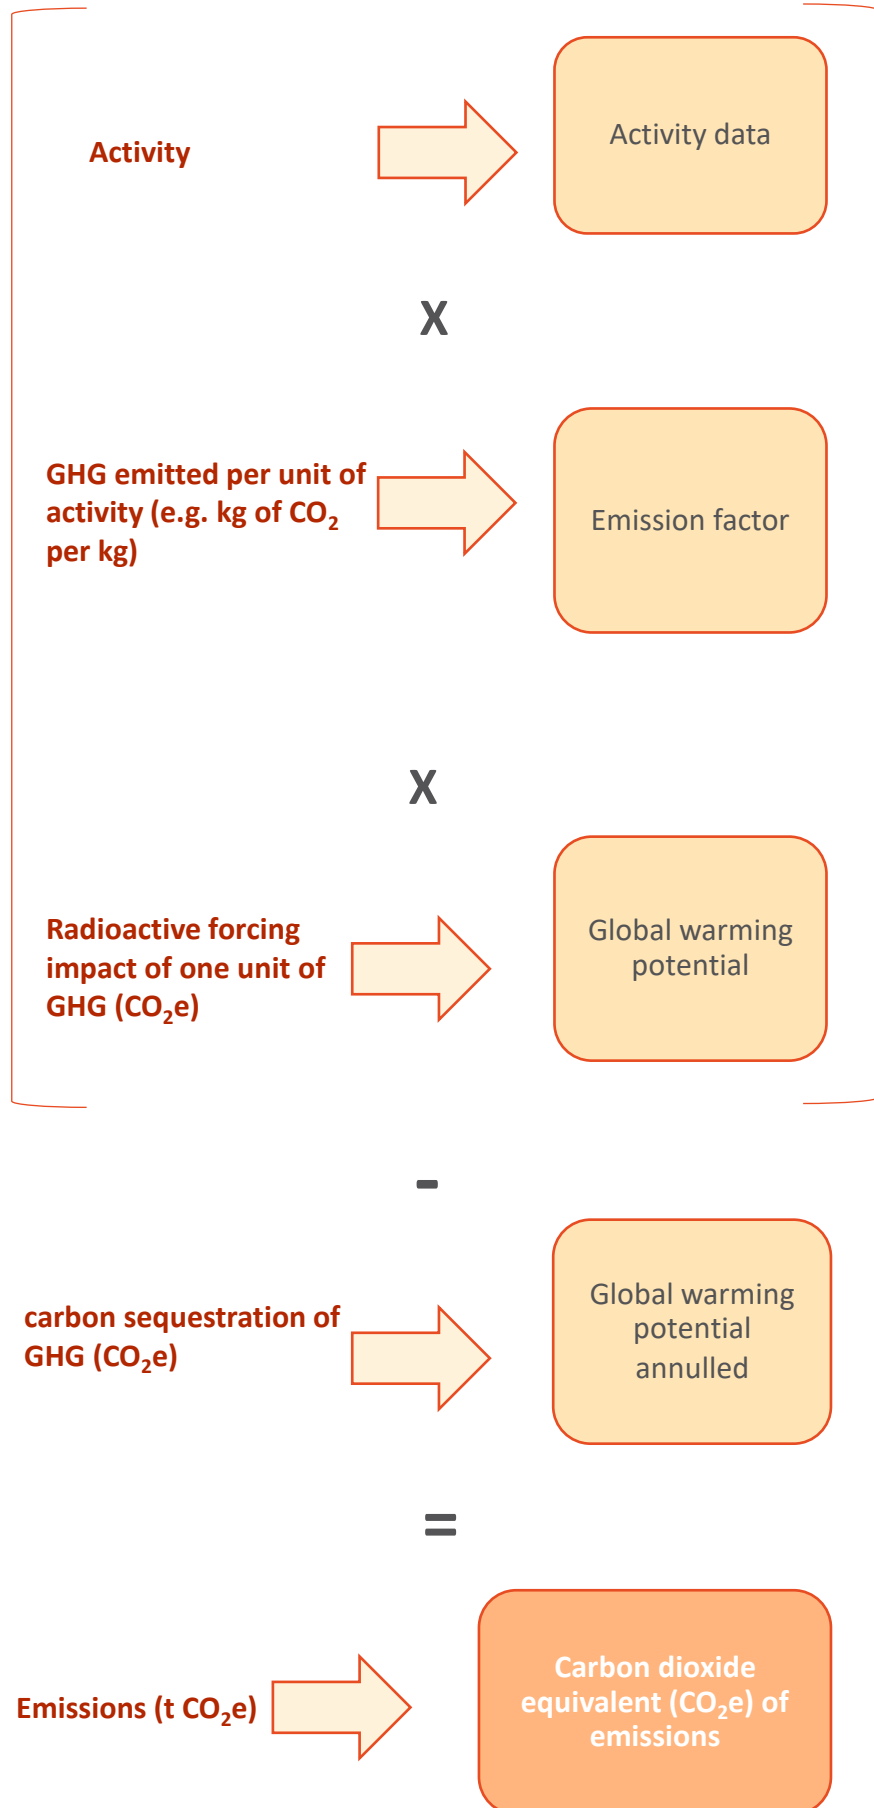 Activity
Activity data
X
GHG emitted per unit of
activity (e.g. kg of CO₂
per kg)
Emission factor
X
Radioactive forcing
impact of one unit of
GHG (CO₂e)
Global warming
potential
-
carbon sequestration of
GHG (CO₂e)
Global warming
potential
annulled
=
Emissions (t CO₂e)
Carbon dioxide
equivalent (CO₂e) of
emissions